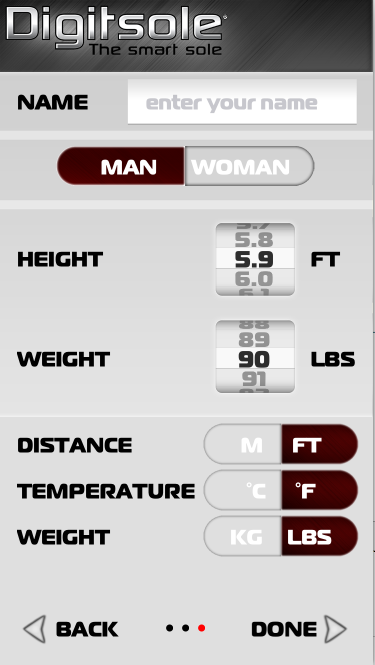 Digitsole
The smart sole
NAME enter your name
MAN WOMAN
5.7
5.8
HEIGHT 5.9 FT
6.0
6.1
88
89
WEIGHT 90 LBS
91
DISTANCE M FT
TEMPERATURE °C °F
WEIGHT KG LBS
BACK DONE